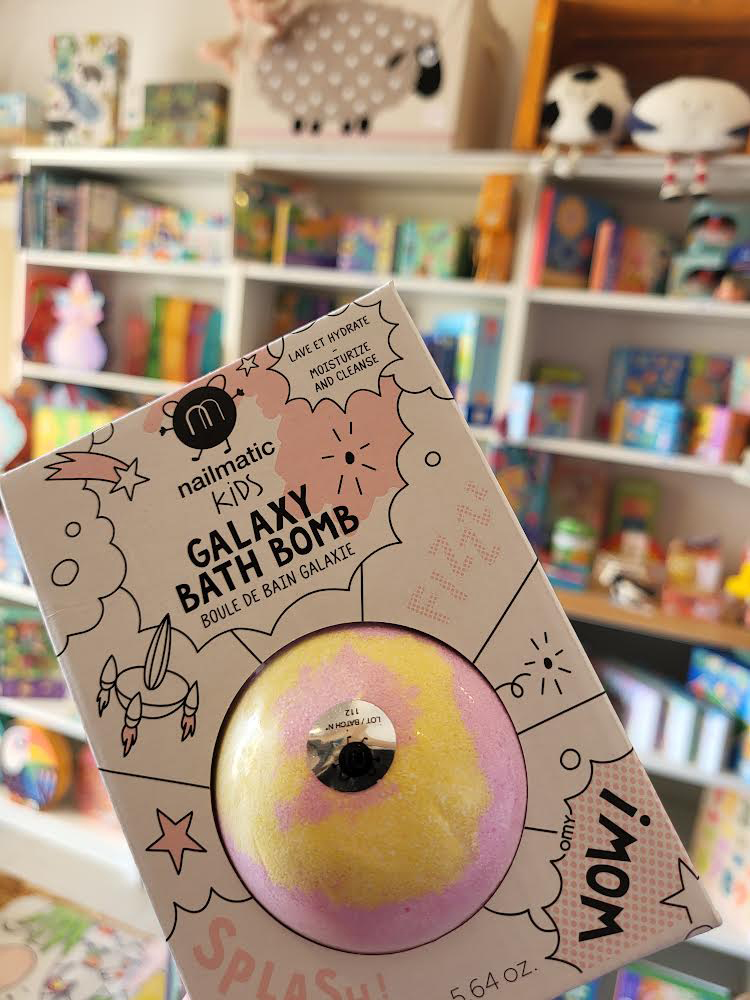 LAVE ET HYDRATE
-
MOISTURIZE
AND CLEANSE
m
nailmatic
KiDS
GALAXY
BATH BOMB
BOULE DE BAIN GALAXIE
FIZZZ
LOT / BATCH N°
112
OMY
WOW!
SPLASH!
5.64 oz.